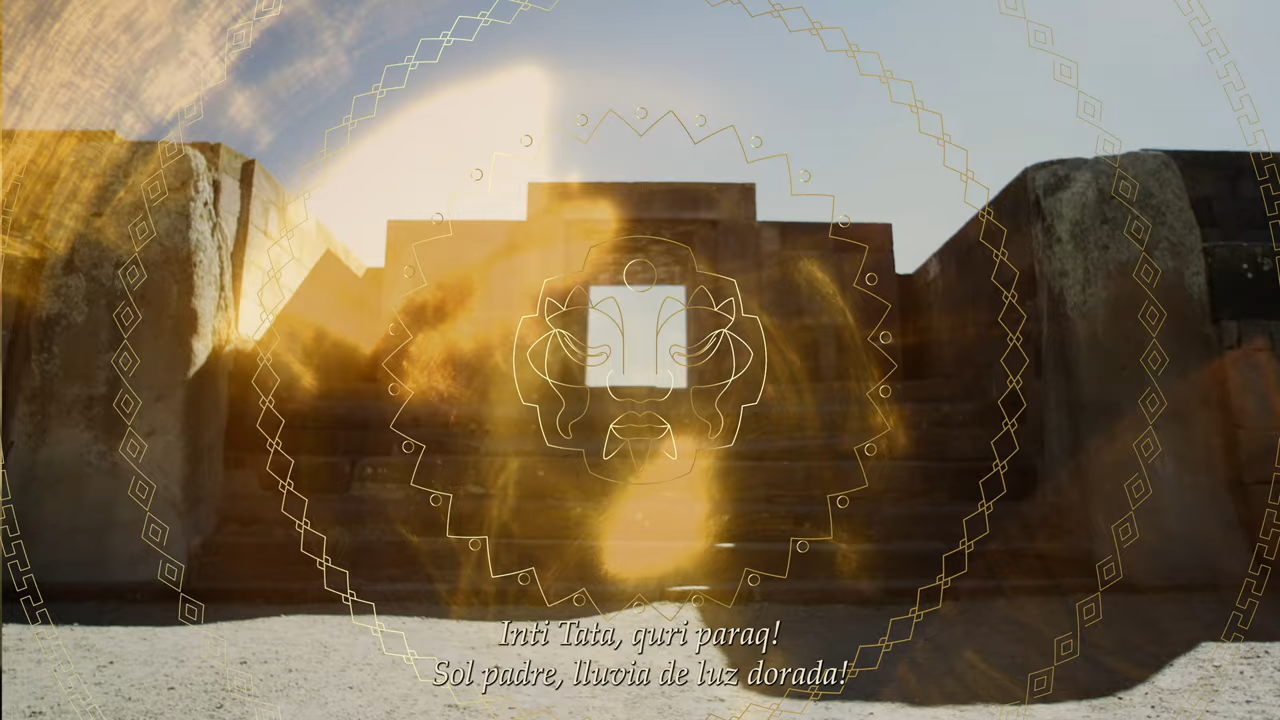 Inti Tata, quri paraq!
Sol padre, lluvia de luz dorada!